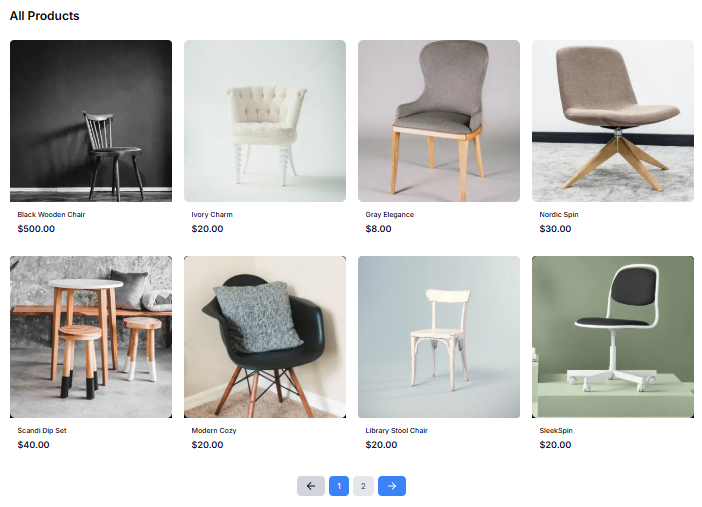 All Products
Black Wooden Chair
$500.00
Ivory Charm
$20.00
Gray Elegance
$8.00
Nordic Spin
$30.00
Scandi Dip Set
$40.00
Modern Cozy
$20.00
Library Stool Chair
$20.00
SleekSpin
$20.00
1
2